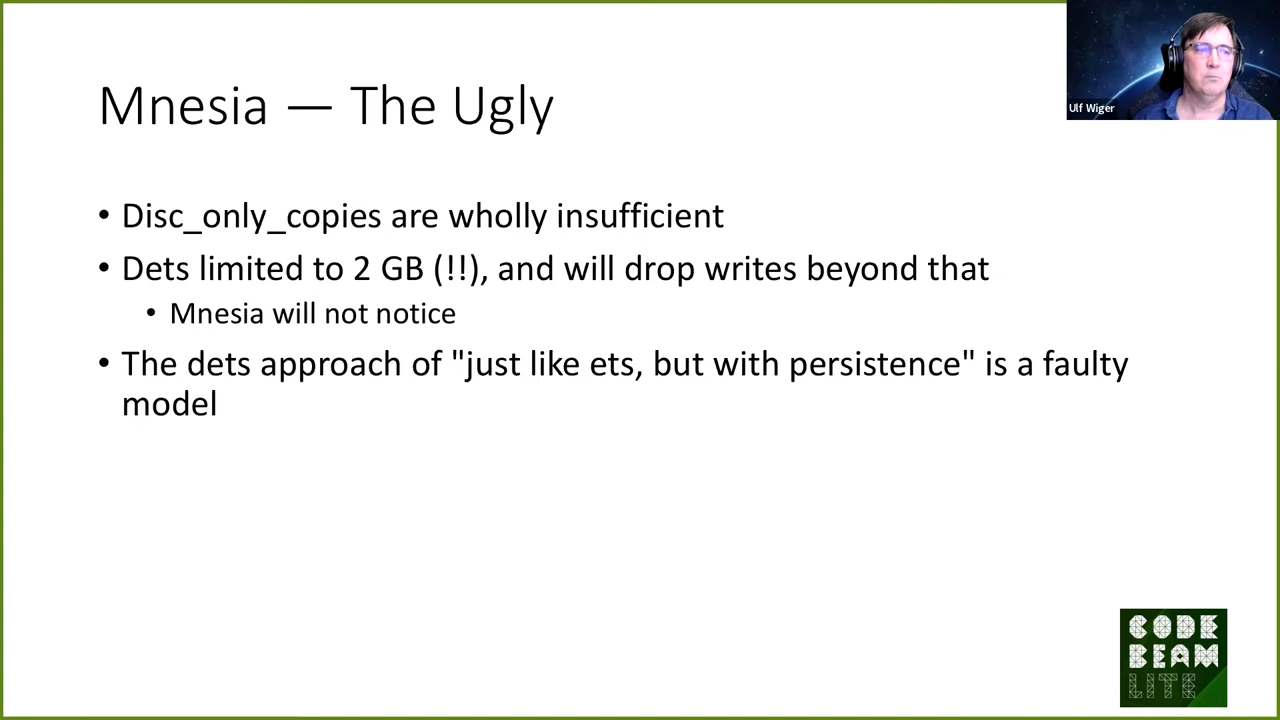 Ulf Wiger
Mnesia — The Ugly
• Disc_only_copies are wholly insufficient
• Dets limited to 2 GB (!!), and will drop writes beyond that
• Mnesia will not notice
• The dets approach of "just like ets, but with persistence" is a faulty
model
CODE
BEAM
LITE